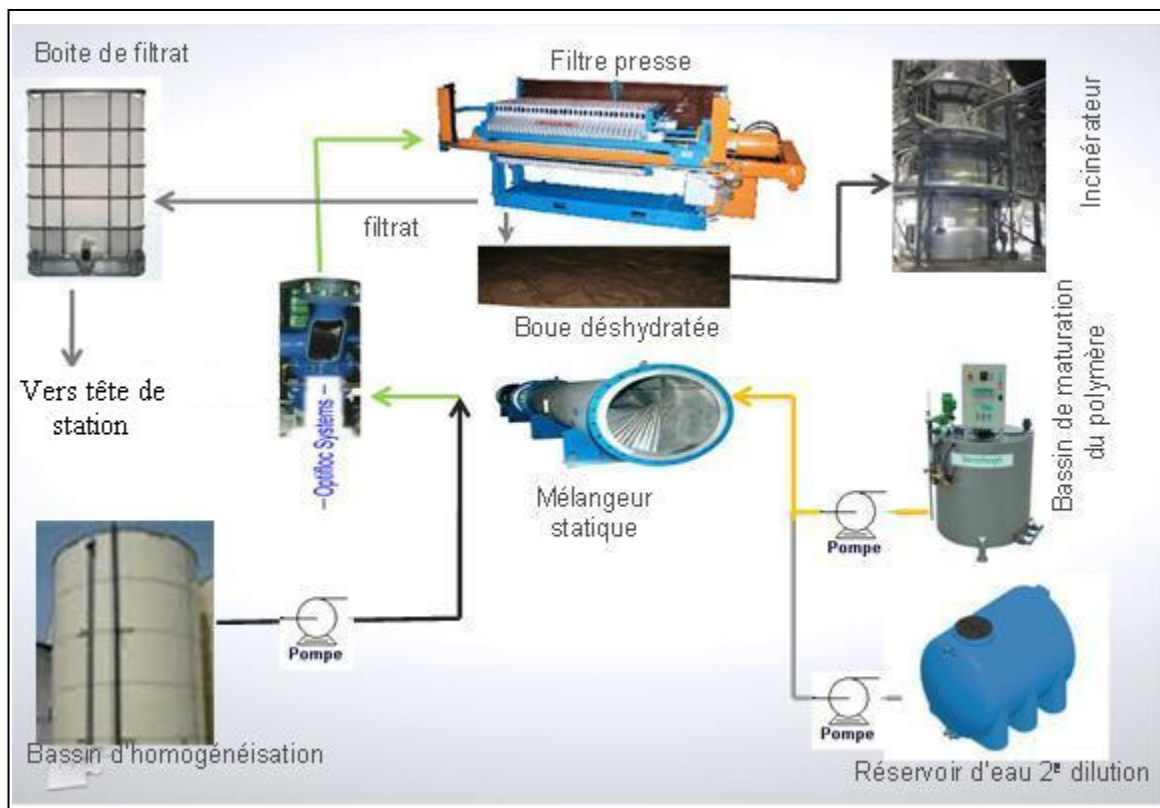 Boite de filtrat
Filtre presse
Incinérateur
filtrat
Boue déshydratée
Bassin de maturation
du polymère
Vers tête de
station
– Optifloc Systems –
Mélangeur
statique
Pompe
Pompe
Pompe
Bassin d'homogénéisation
Réservoir d'eau 2ᵉ dilution